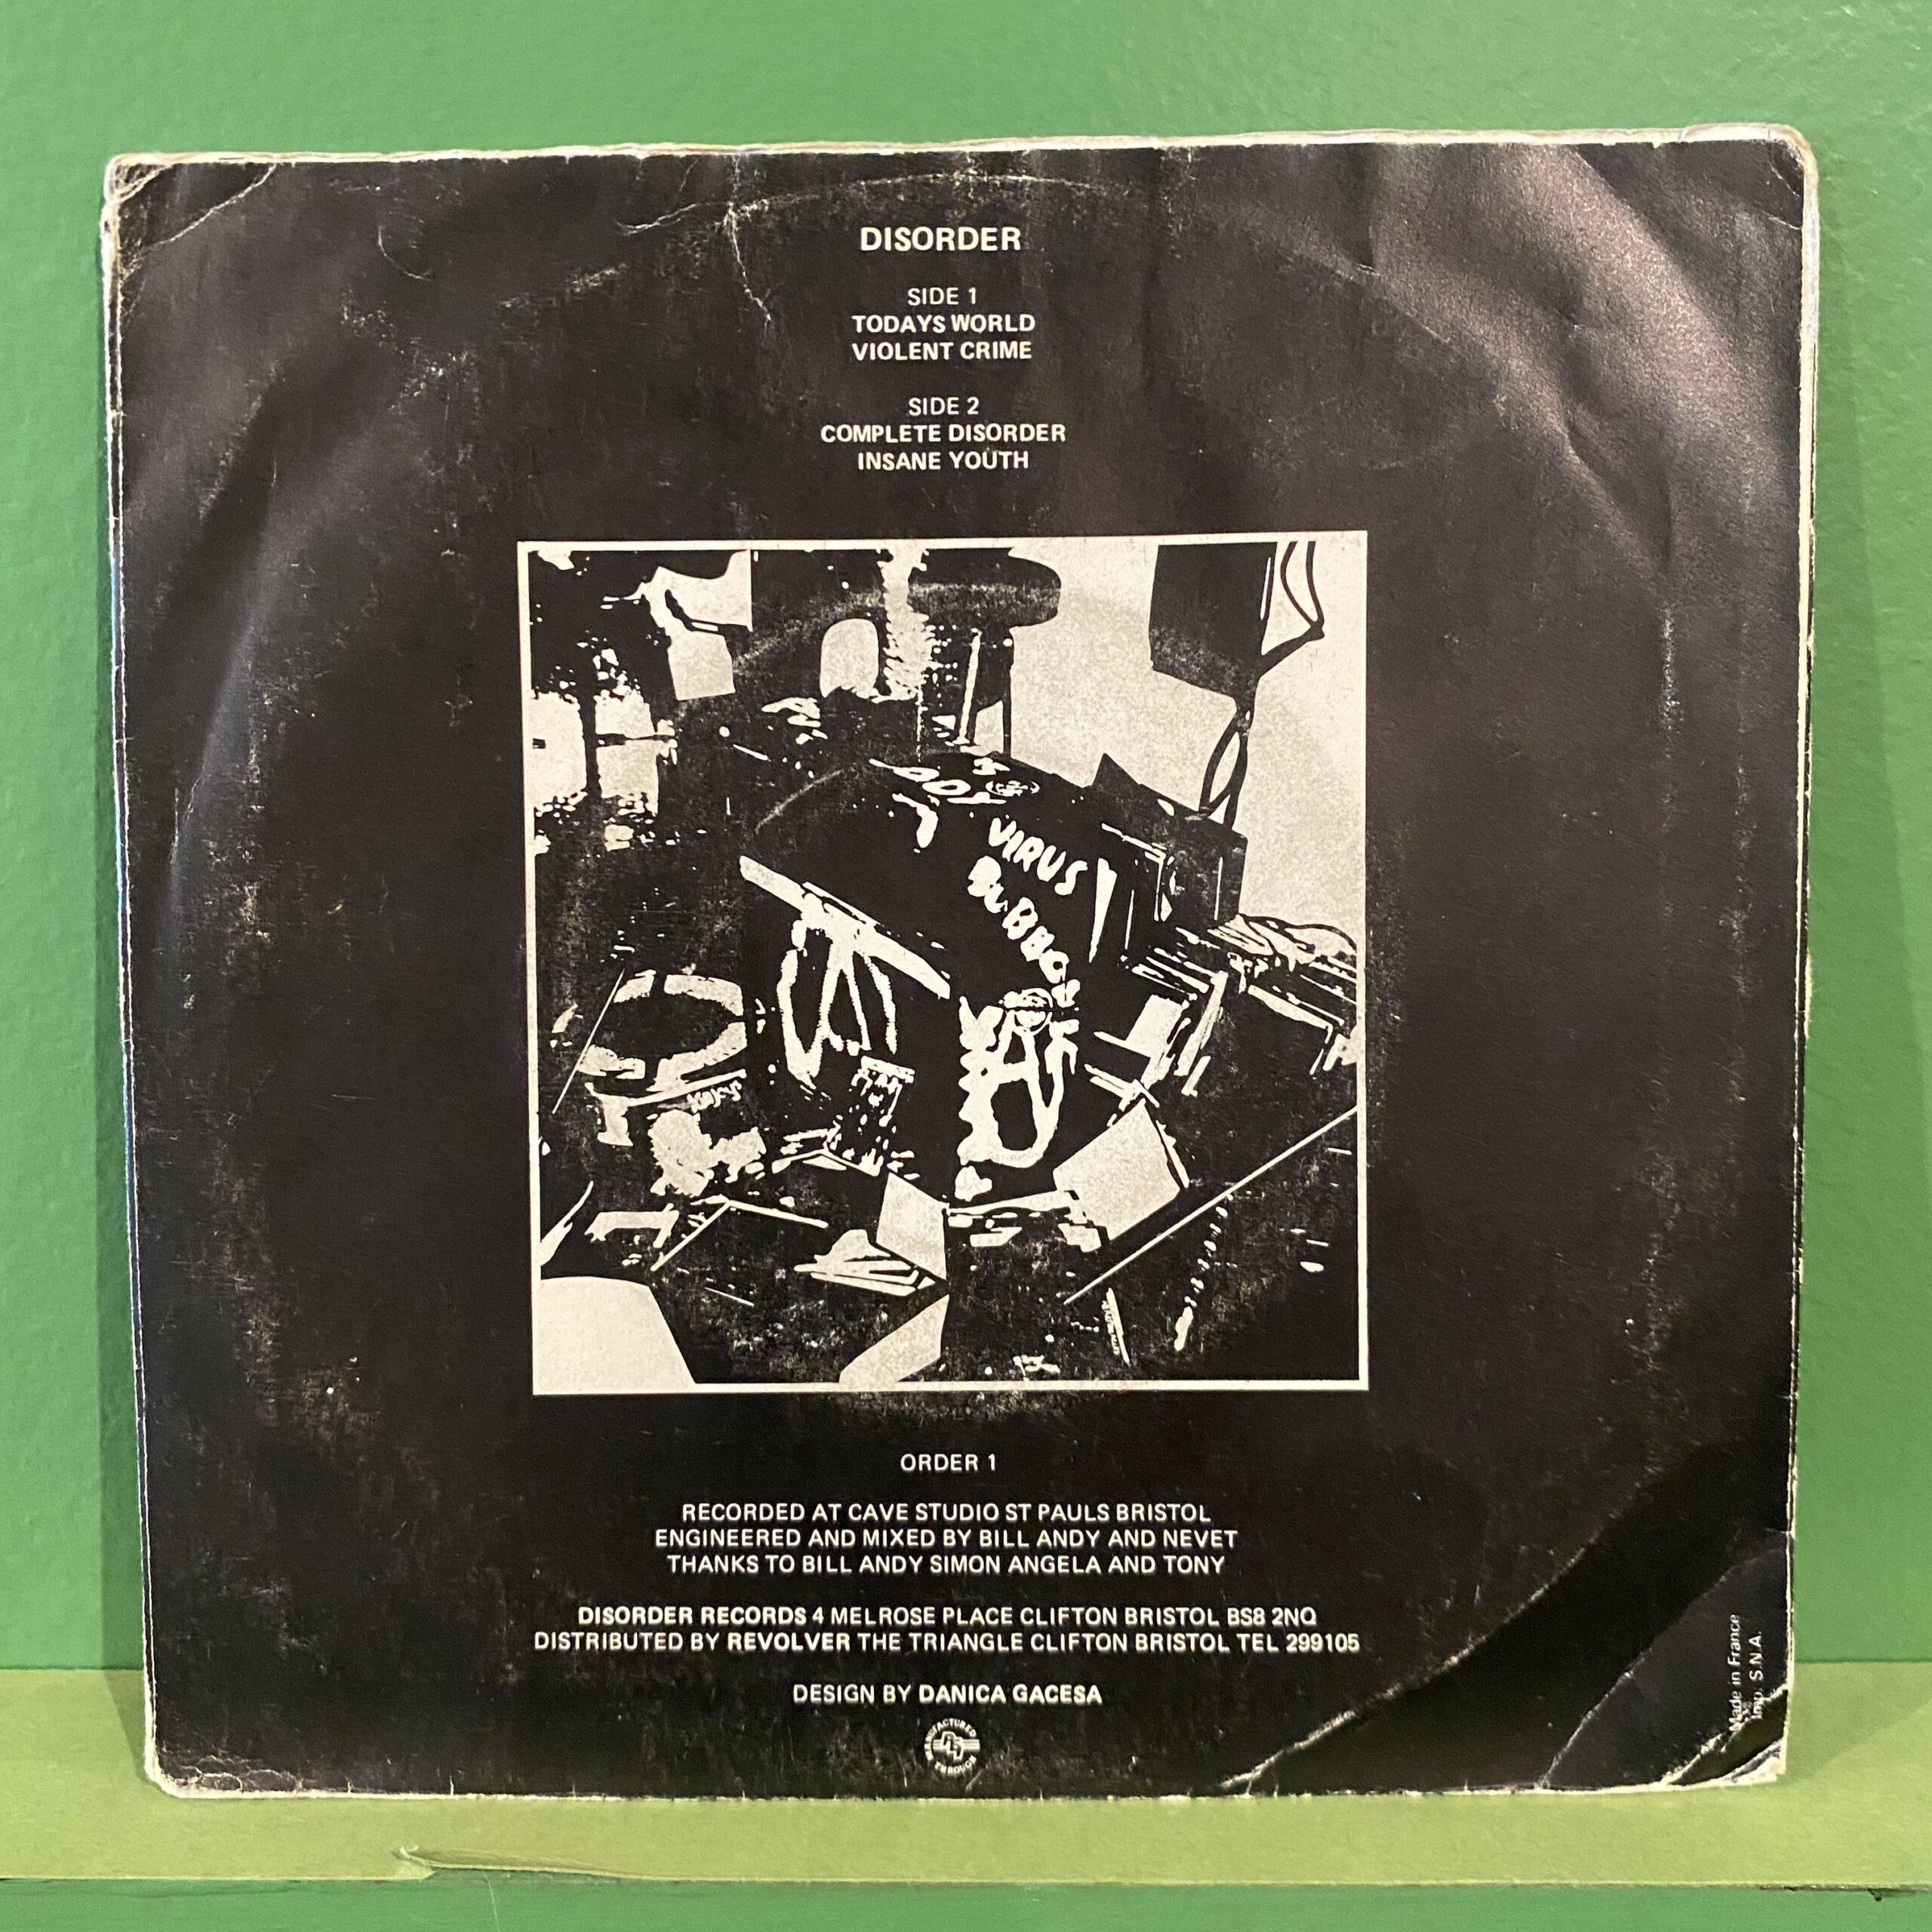 DISORDER
SIDE 1
TODAYS WORLD
VIOLENT CRIME
SIDE 2
COMPLETE DISORDER
INSANE YOUTH
VIRUS
ORDER 1
RECORDED AT CAVE STUDIO ST PAULS BRISTOL
ENGINEERED AND MIXED BY BILL ANDY AND NEVET
THANKS TO BILL ANDY SIMON ANGELA AND TONY
DISORDER RECORDS 4 MELROSE PLACE CLIFTON BRISTOL BS8 2NQ
DISTRIBUTED BY REVOLVER THE TRIANGLE CLIFTON BRISTOL TEL 299105
DESIGN BY DANICA GACESA
MANUFACTURED
THROUGH
Made in France
Imp. S.N.A.